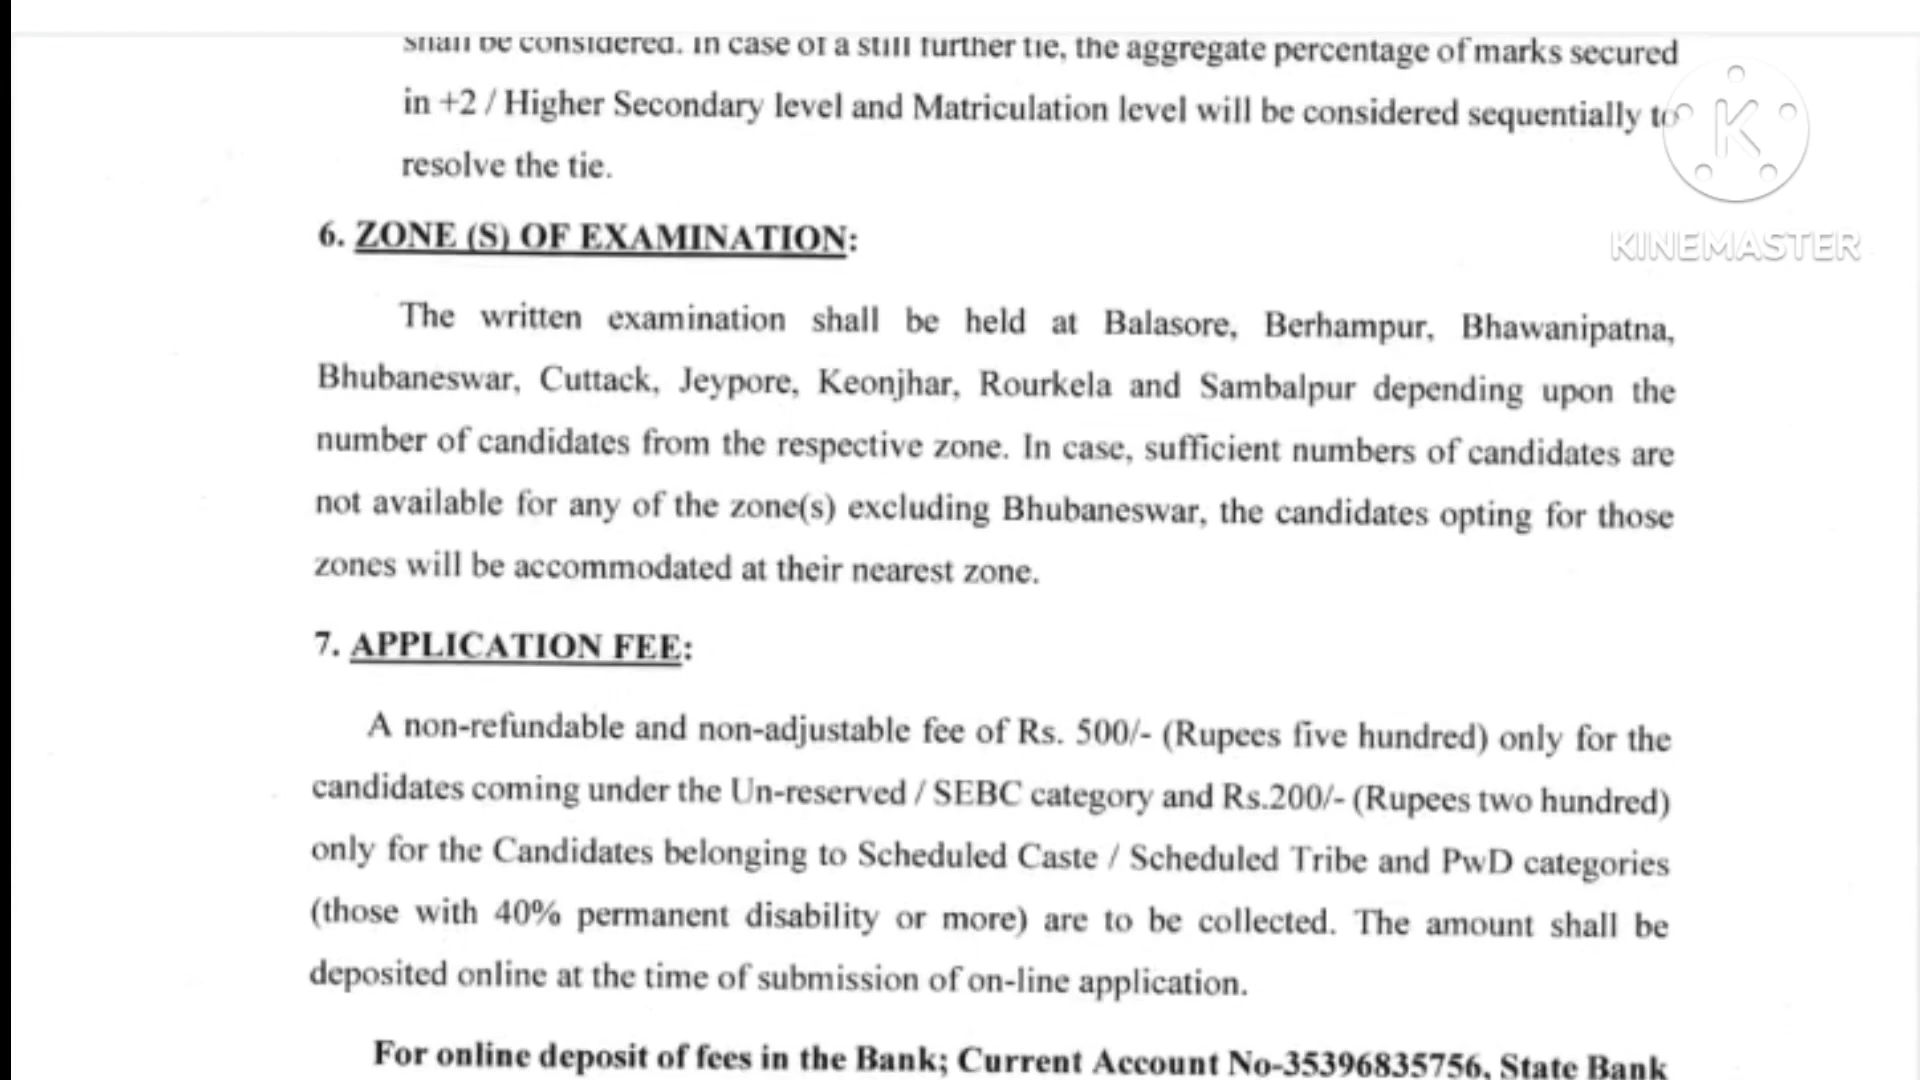 shall be considered. In case of a still further tie, the aggregate percentage of marks secured
in +2 / Higher Secondary level and Matriculation level will be considered sequentially to
resolve the tie.
KINEMASTER
6. ZONE (S) OF EXAMINATION:
The written examination shall be held at Balasore, Berhampur, Bhawanipatna,
Bhubaneswar, Cuttack, Jeypore, Keonjhar, Rourkela and Sambalpur depending upon the
number of candidates from the respective zone. In case, sufficient numbers of candidates are
not available for any of the zone(s) excluding Bhubaneswar, the candidates opting for those
zones will be accommodated at their nearest zone.
7. APPLICATION FEE:
A non-refundable and non-adjustable fee of Rs. 500/- (Rupees five hundred) only for the
candidates coming under the Un-reserved / SEBC category and Rs.200/- (Rupees two hundred)
only for the Candidates belonging to Scheduled Caste / Scheduled Tribe and PwD categories
(those with 40% permanent disability or more) are to be collected. The amount shall be
deposited online at the time of submission of on-line application.
For online deposit of fees in the Bank; Current Account No-35396835756, State Bank